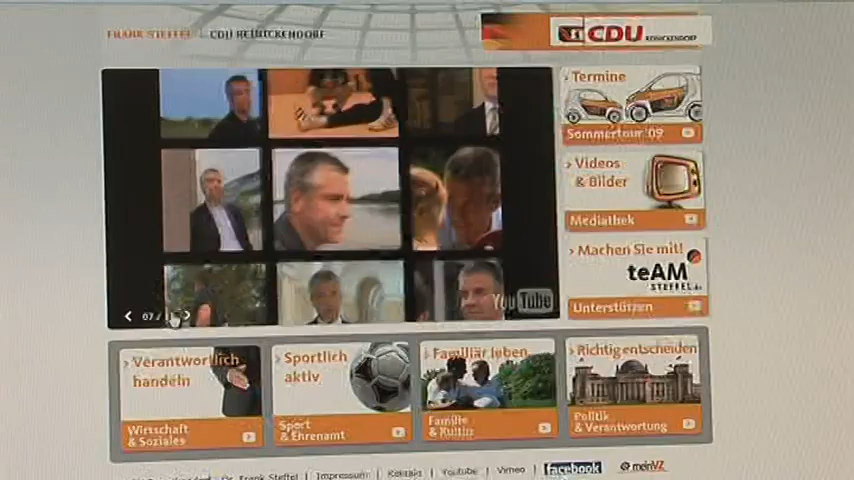 FRANK STEFFEL | CDU REINICKENDORF
CDU REINICKENDORF
› Termine
Sommertour '09
› Videos
& Bilder
Mediathek
› Machen Sie mit!
teAM
STEFFEL.de
Unterstützen
YouTube
07 /
› Verantwortlich
handeln
Wirtschaft
& Soziales
› Sportlich
aktiv
Sport
& Ehrenamt
› Familiär leben
Familie
& Kultur
› Richtig entscheiden
Politik
& Verantwortung
Dr. Frank Steffel | Impressum | Kontakt | Youtube | Vimeo | facebook meinVZ